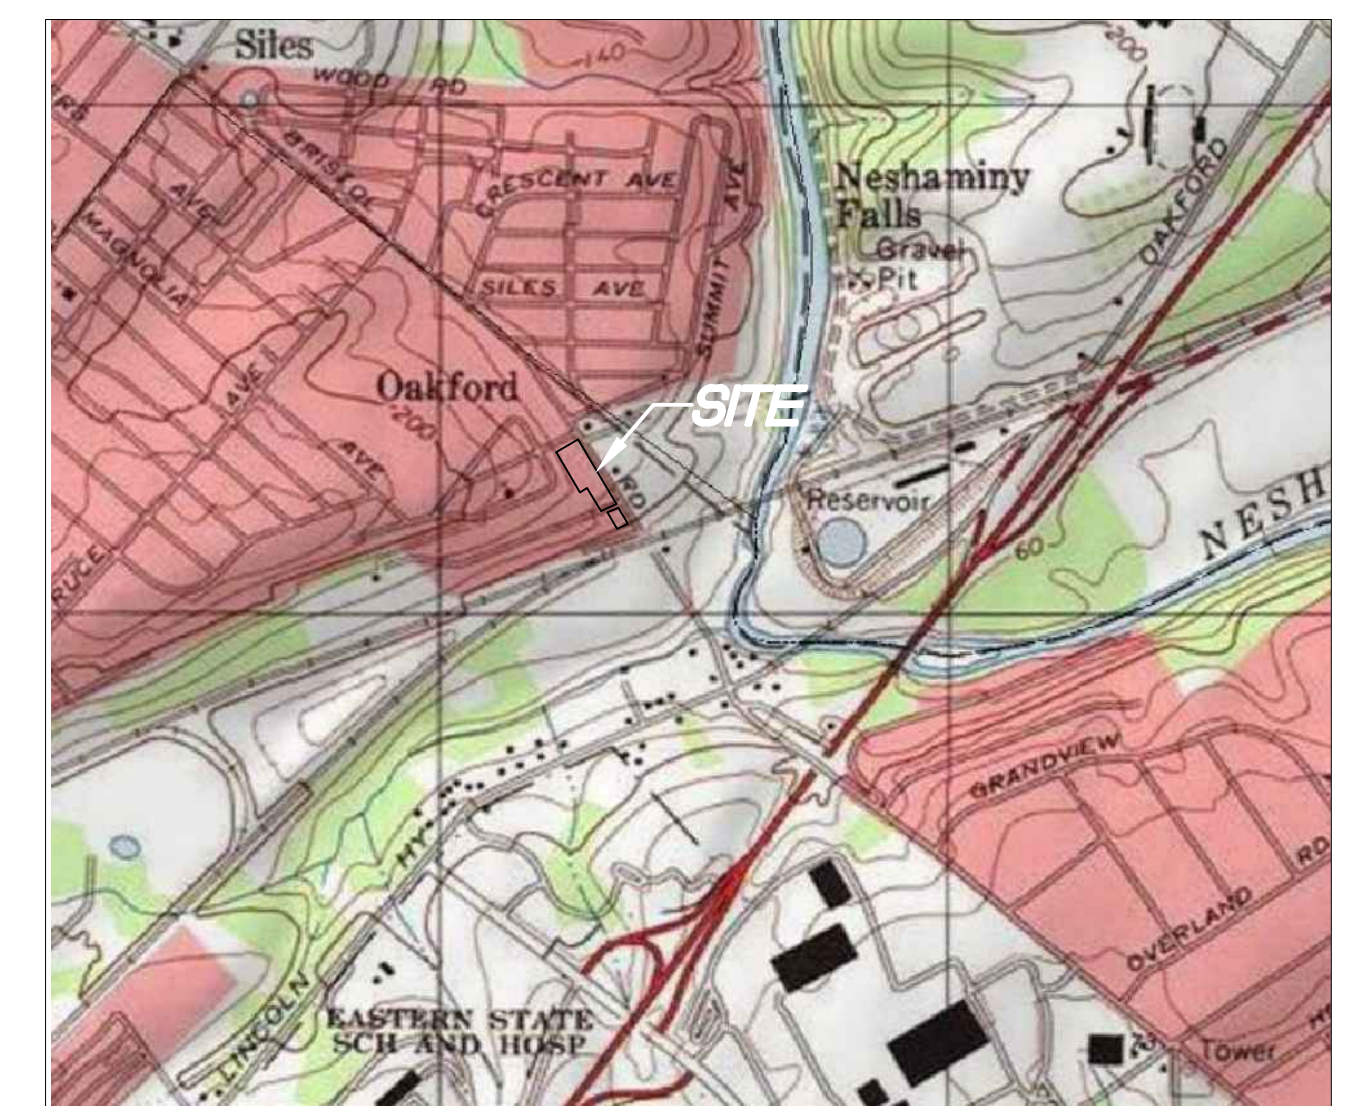 Siles
WOOD RD
140
200
BRISTOL
CRESCENT AVE
AVE
Neshaminy
Falls
Gravel
Pit
OAKFORD
AVE
MAGNOLIA
SILES AVE
SUMMIT
Oakford
SITE
AVE
200
AVE
RD
Reservoir
NESH
60
RUCE
GRANDVIEW
HY
RD
OVERLAND
LINCOLN
EASTERN STATE
SCH AND HOSP
Tower